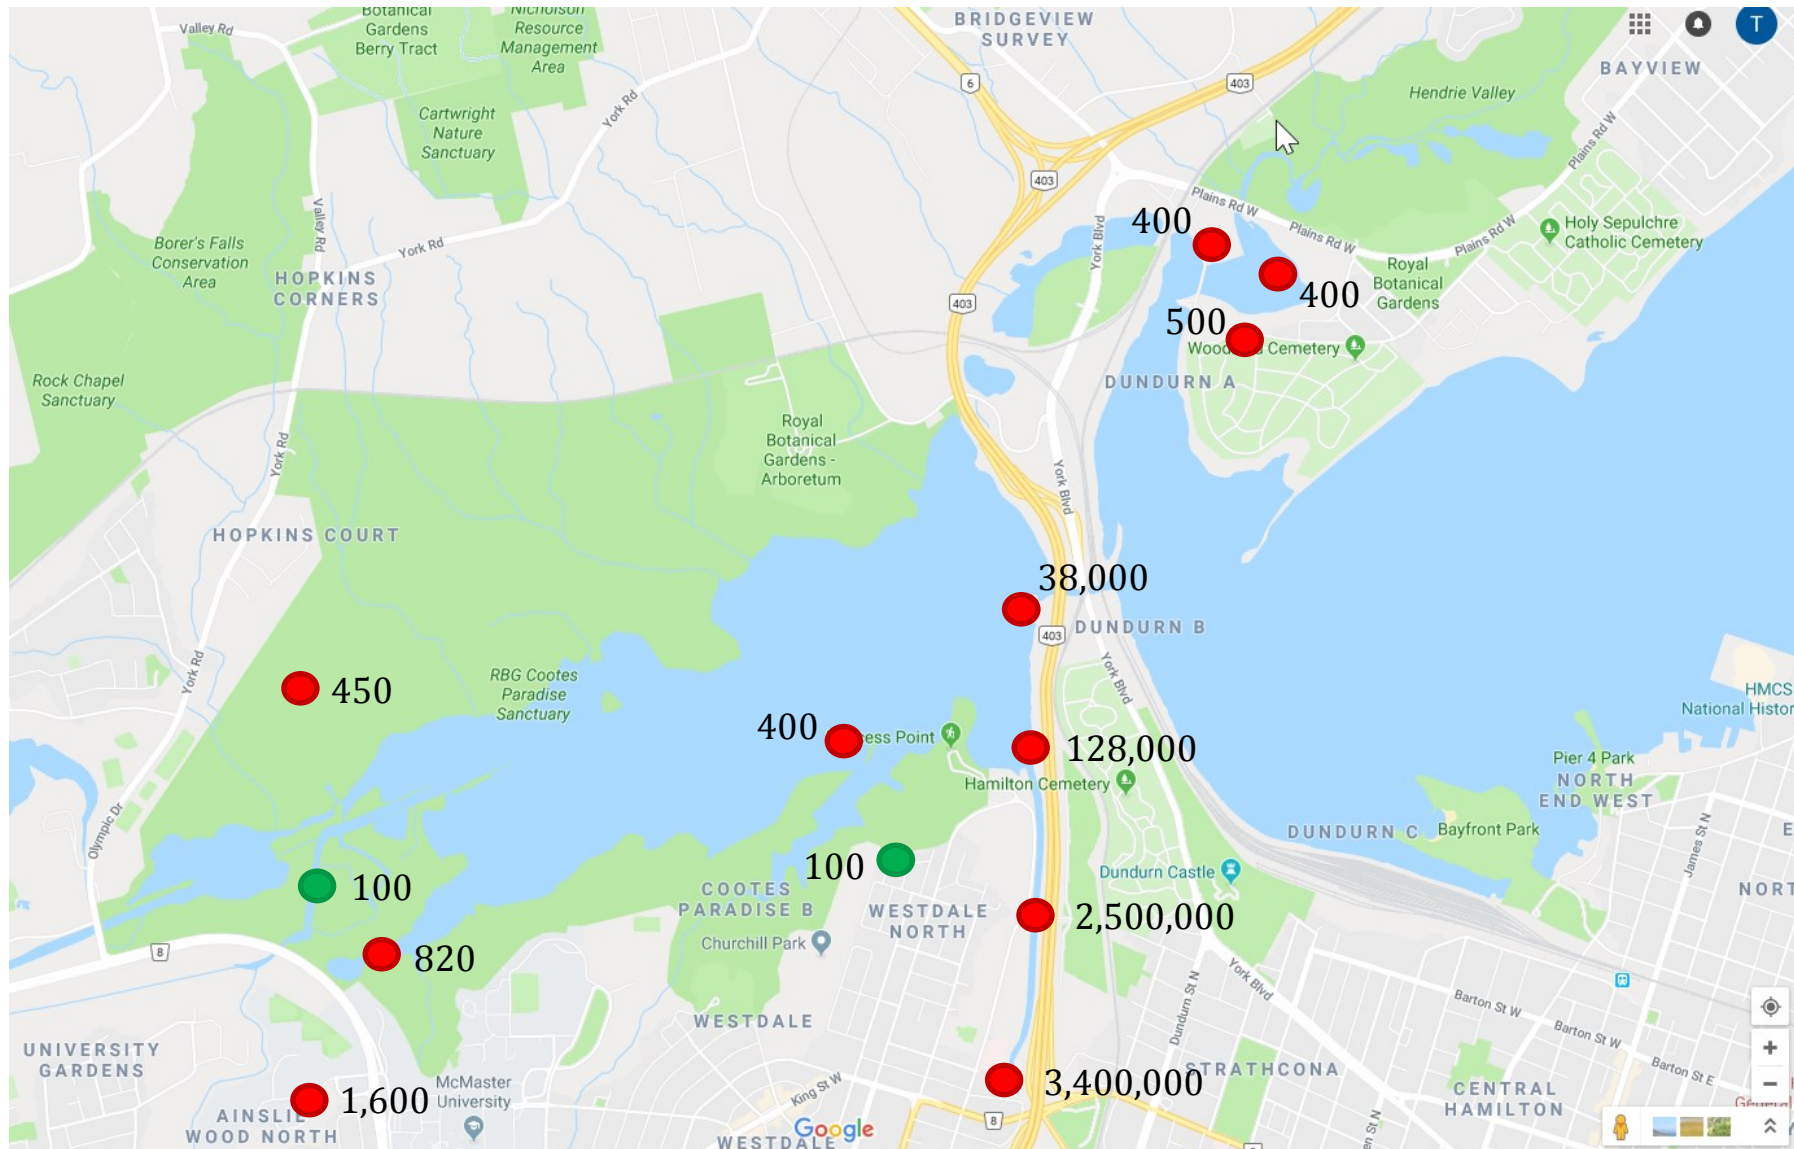 Botanical
Gardens
Berry Tract
Nicholson
Resource
Management
Area
Valley Rd
BRIDGEVIEW
SURVEY
T
BAYVIEW
6
403
Hendrie Valley
Cartwright
Nature
Sanctuary
York Rd
Plains Rd W
403
Valley Rd
Plains Rd W
400
York Blvd
Plains Rd W
Plains Rd W
Holy Sepulchre
Catholic Cemetery
Borer's Falls
Conservation
Area
York Rd
HOPKINS
CORNERS
Royal
Botanical
Gardens
400
403
500
Cemetery
DUNDURN A
Rock Chapel
Sanctuary
York Rd
Royal
Botanical
Gardens -
Arboretum
York Blvd
HOPKINS COURT
38,000
403
DUNDURN B
York Rd
450
RBG Cootes
Paradise
Sanctuary
York Blvd
HMCS
National Histor
400
Point
128,000
Hamilton Cemetery
Pier 4 Park
NORTH
END WEST
Olympic Dr
DUNDURN C
Bayfront Park
James St N
100
100
COOTES
PARADISE B
WESTDALE
NORTH
Dundurn Castle
NORT
2,500,000
Churchill Park
8
820
York Blvd
Dundurn St N
Barton St W
Barton St W
Barton St E
WESTDALE
UNIVERSITY
GARDENS
STRATHCONA
3,400,000
McMaster
University
King St W
1,600
AINSLIE
WOOD NORTH
8
CENTRAL
HAMILTON
General
Google
WESTDALE
en St N